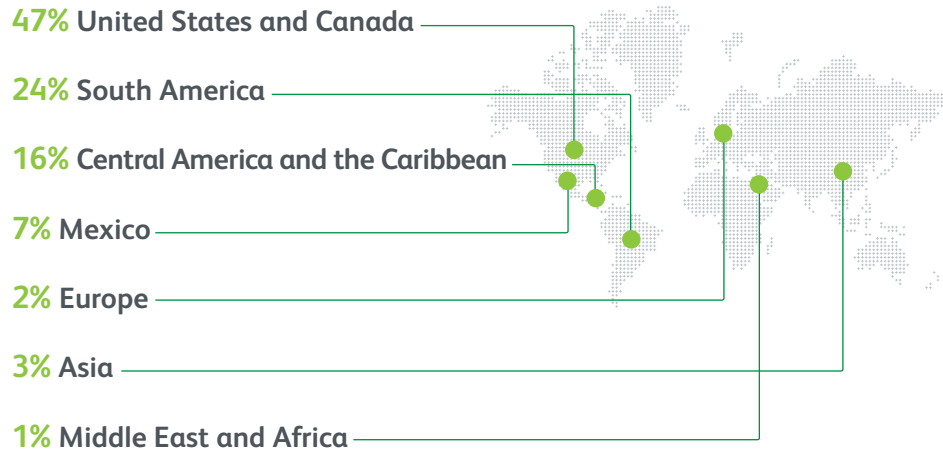 47% United States and Canada
24% South America
16% Central America and the Caribbean
7% Mexico
2% Europe
3% Asia
1% Middle East and Africa